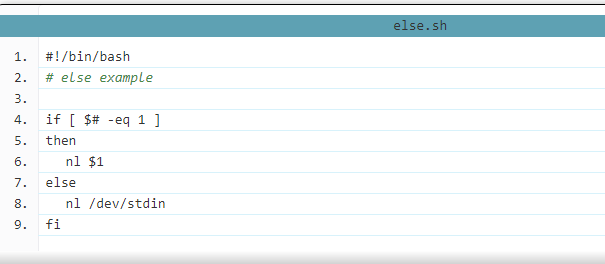 else.sh
1. #!/bin/bash
2. # else example
3.
4. if [ $# -eq 1 ]
5. then
6. nl $1
7. else
8. nl /dev/stdin
9. fi